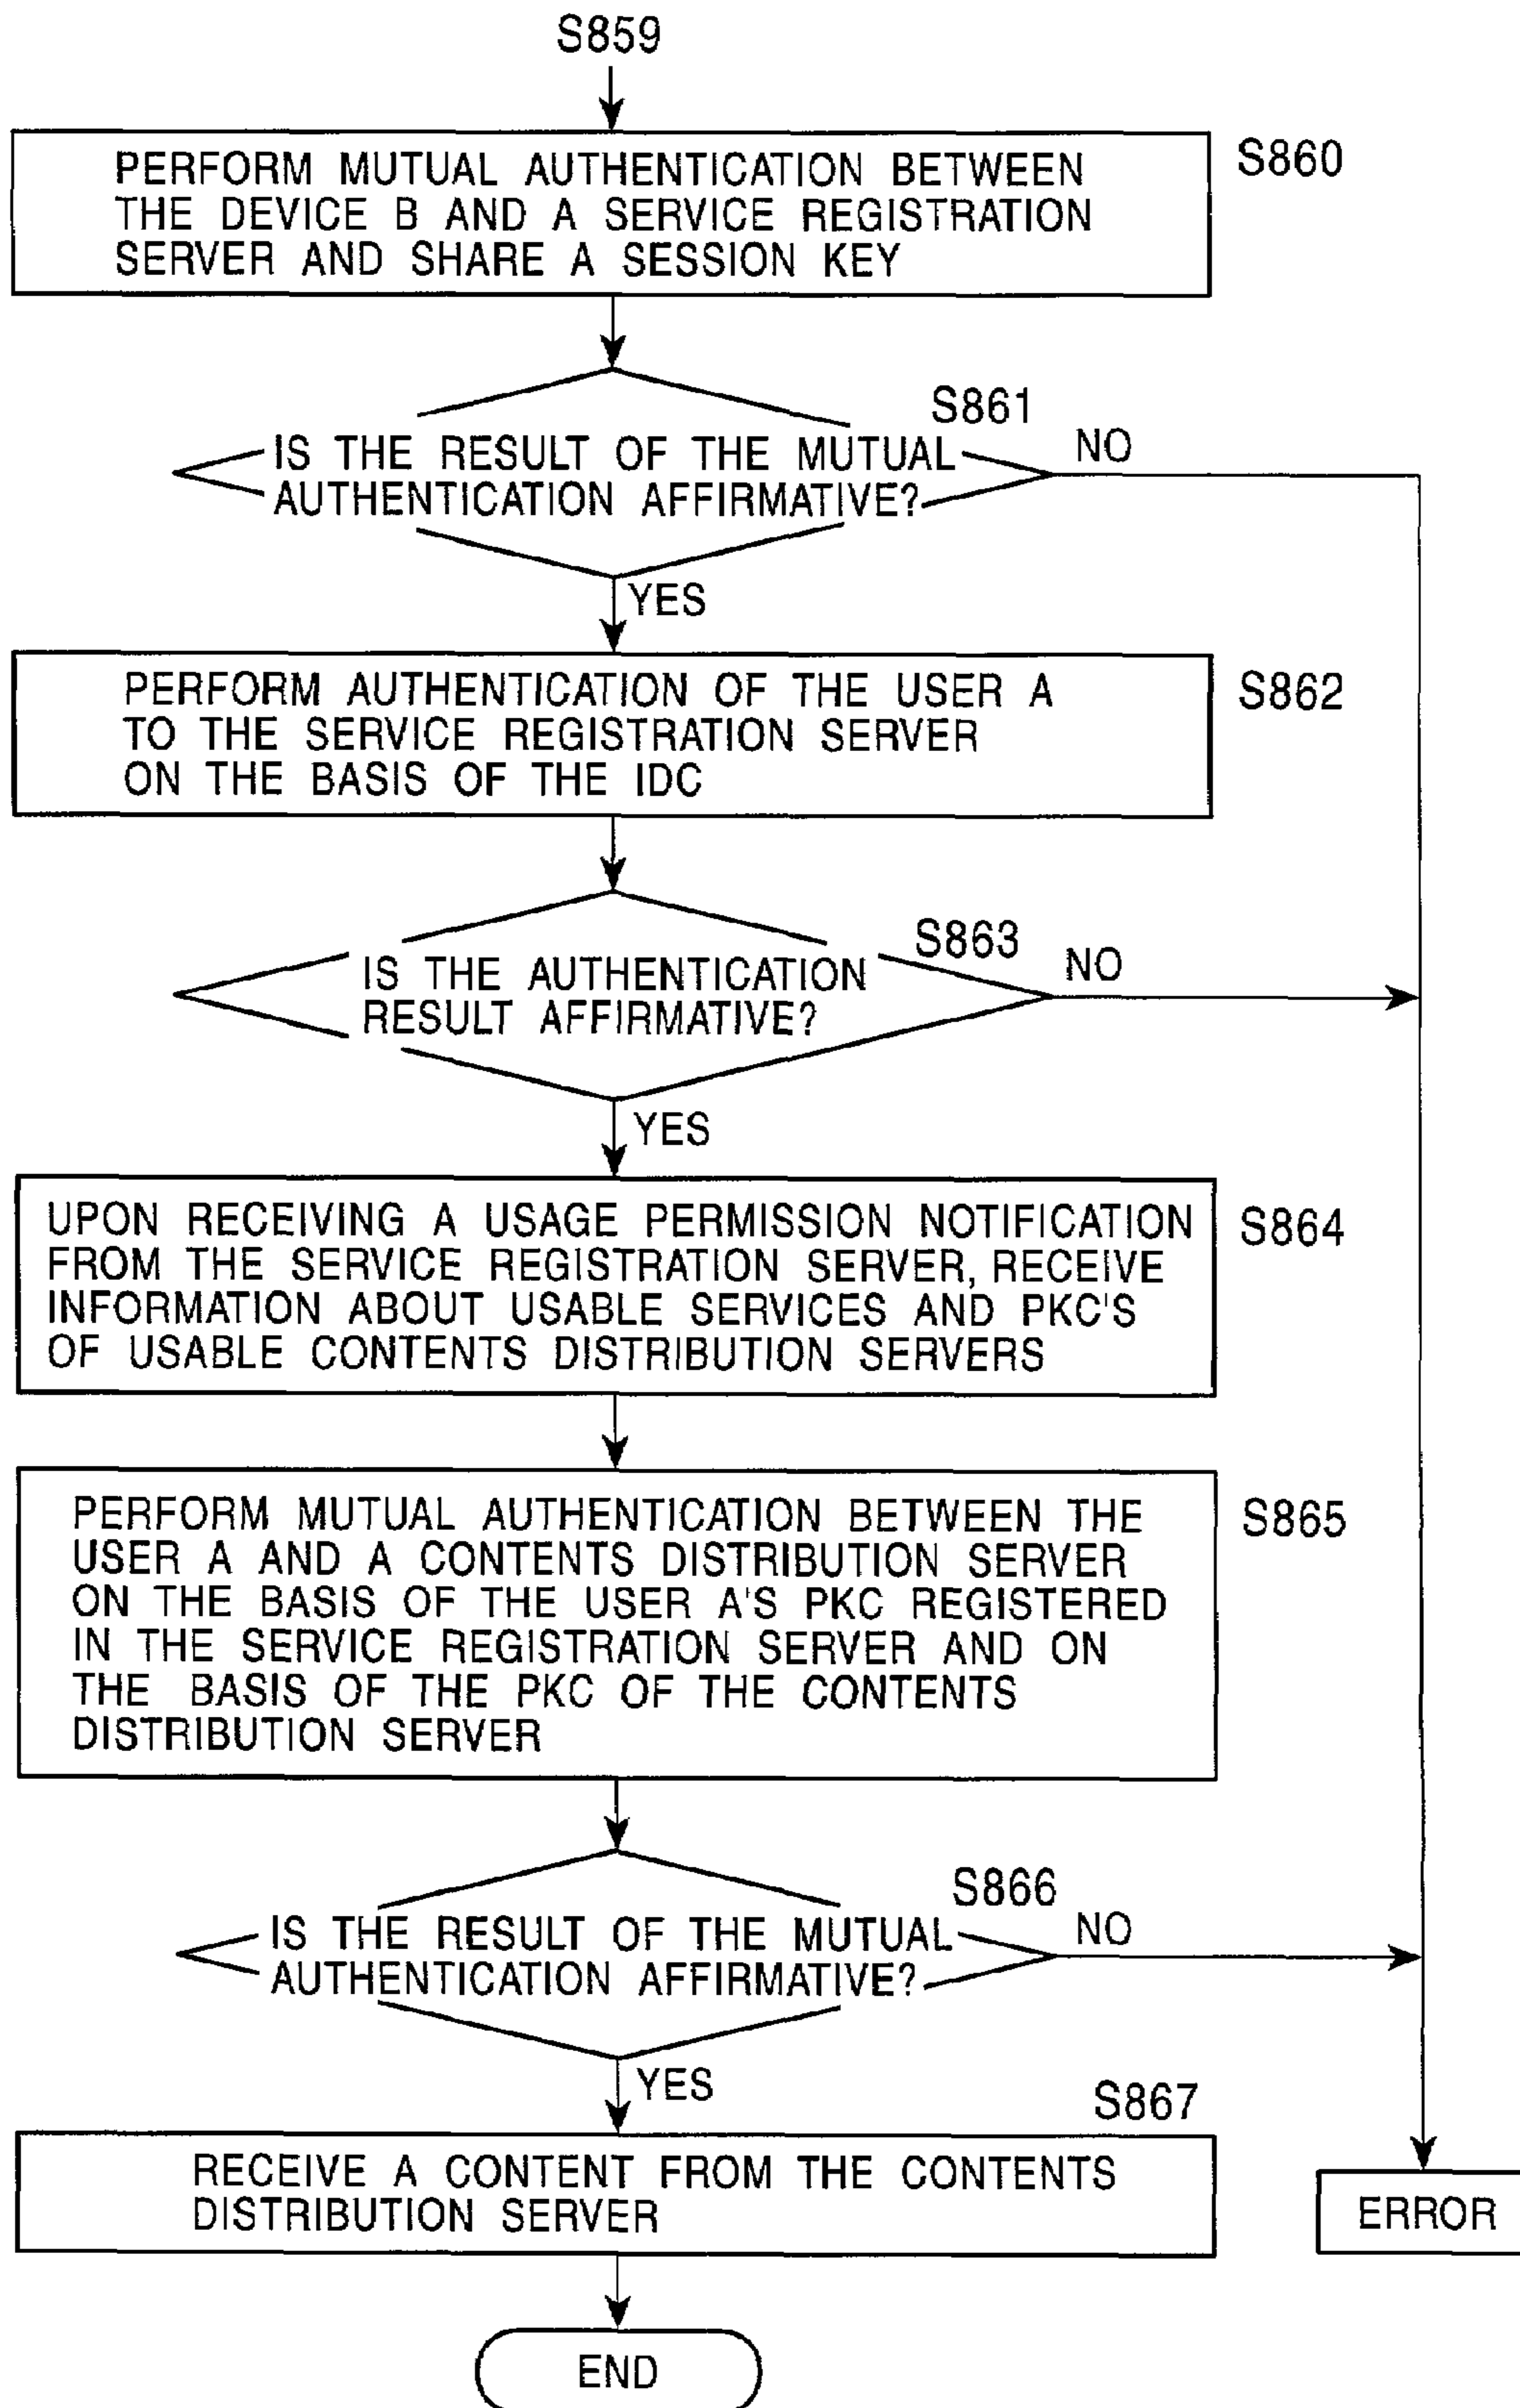 S859
PERFORM MUTUAL AUTHENTICATION BETWEEN
THE DEVICE B AND A SERVICE REGISTRATION
SERVER AND SHARE A SESSION KEY
S860
S861
IS THE RESULT OF THE MUTUAL
AUTHENTICATION AFFIRMATIVE?
NO
YES
PERFORM AUTHENTICATION OF THE USER A
TO THE SERVICE REGISTRATION SERVER
ON THE BASIS OF THE IDC
S862
S863
IS THE AUTHENTICATION
RESULT AFFIRMATIVE?
NO
YES
UPON RECEIVING A USAGE PERMISSION NOTIFICATION
FROM THE SERVICE REGISTRATION SERVER, RECEIVE
INFORMATION ABOUT USABLE SERVICES AND PKC'S
OF USABLE CONTENTS DISTRIBUTION SERVERS
S864
PERFORM MUTUAL AUTHENTICATION BETWEEN THE
USER A AND A CONTENTS DISTRIBUTION SERVER
ON THE BASIS OF THE USER A'S PKC REGISTERED
IN THE SERVICE REGISTRATION SERVER AND ON
THE BASIS OF THE PKC OF THE CONTENTS
DISTRIBUTION SERVER
S865
S866
IS THE RESULT OF THE MUTUAL
AUTHENTICATION AFFIRMATIVE?
NO
YES
S867
RECEIVE A CONTENT FROM THE CONTENTS
DISTRIBUTION SERVER
ERROR
END